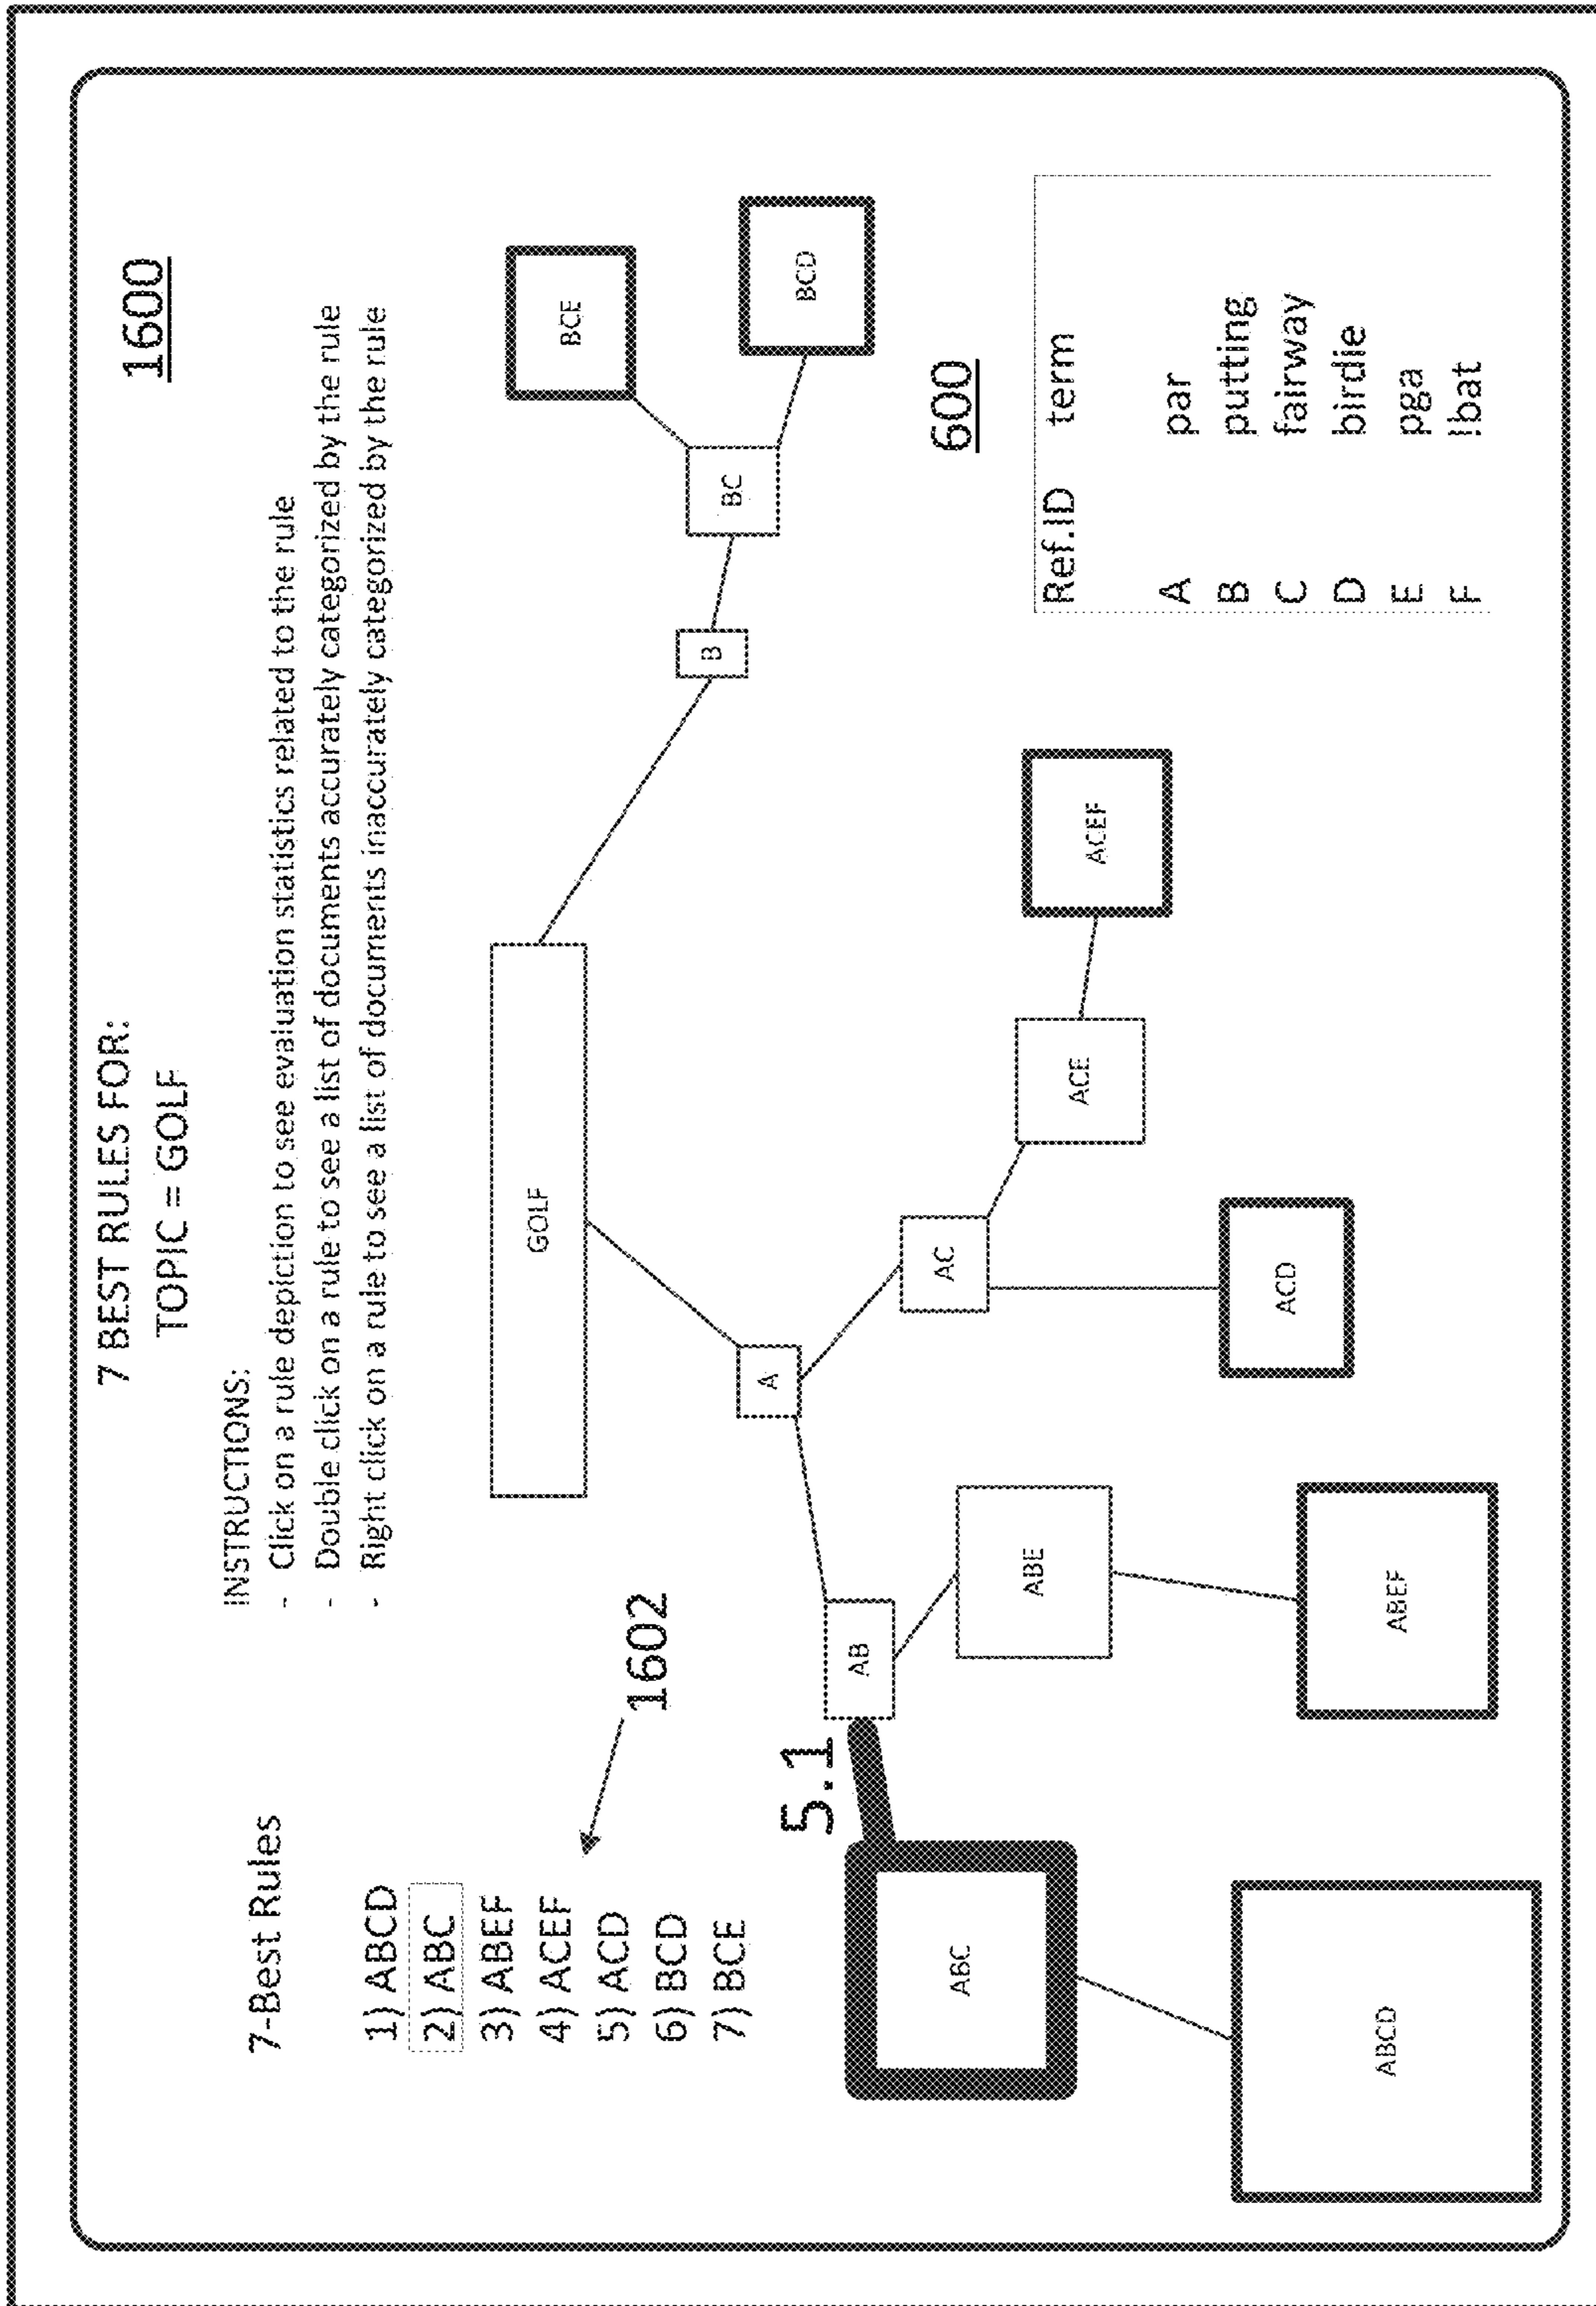 1600
7 BEST RULES FOR:
TOPIC = GOLF
INSTRUCTIONS:
- Click on a rule depiction to see evaluation statistics related to the rule
- Double click on a rule to see a list of documents accurately categorized by the rule
- Right click on a rule to see a list of documents inaccurately categorized by the rule
7-Best Rules
1) ABCD
2) ABC
3) ABEF
4) ACEF
5) ACD
6) BCD
7) BCE
1602
GOLF
BCE
BCD
BC
B
A
5.1
AB
AC
ABC
ABE
ACE
ACEF
ABCD
ABEF
ACD
600
Ref.ID term
A par
B putting
C fairway
D birdie
E pga
F !bat